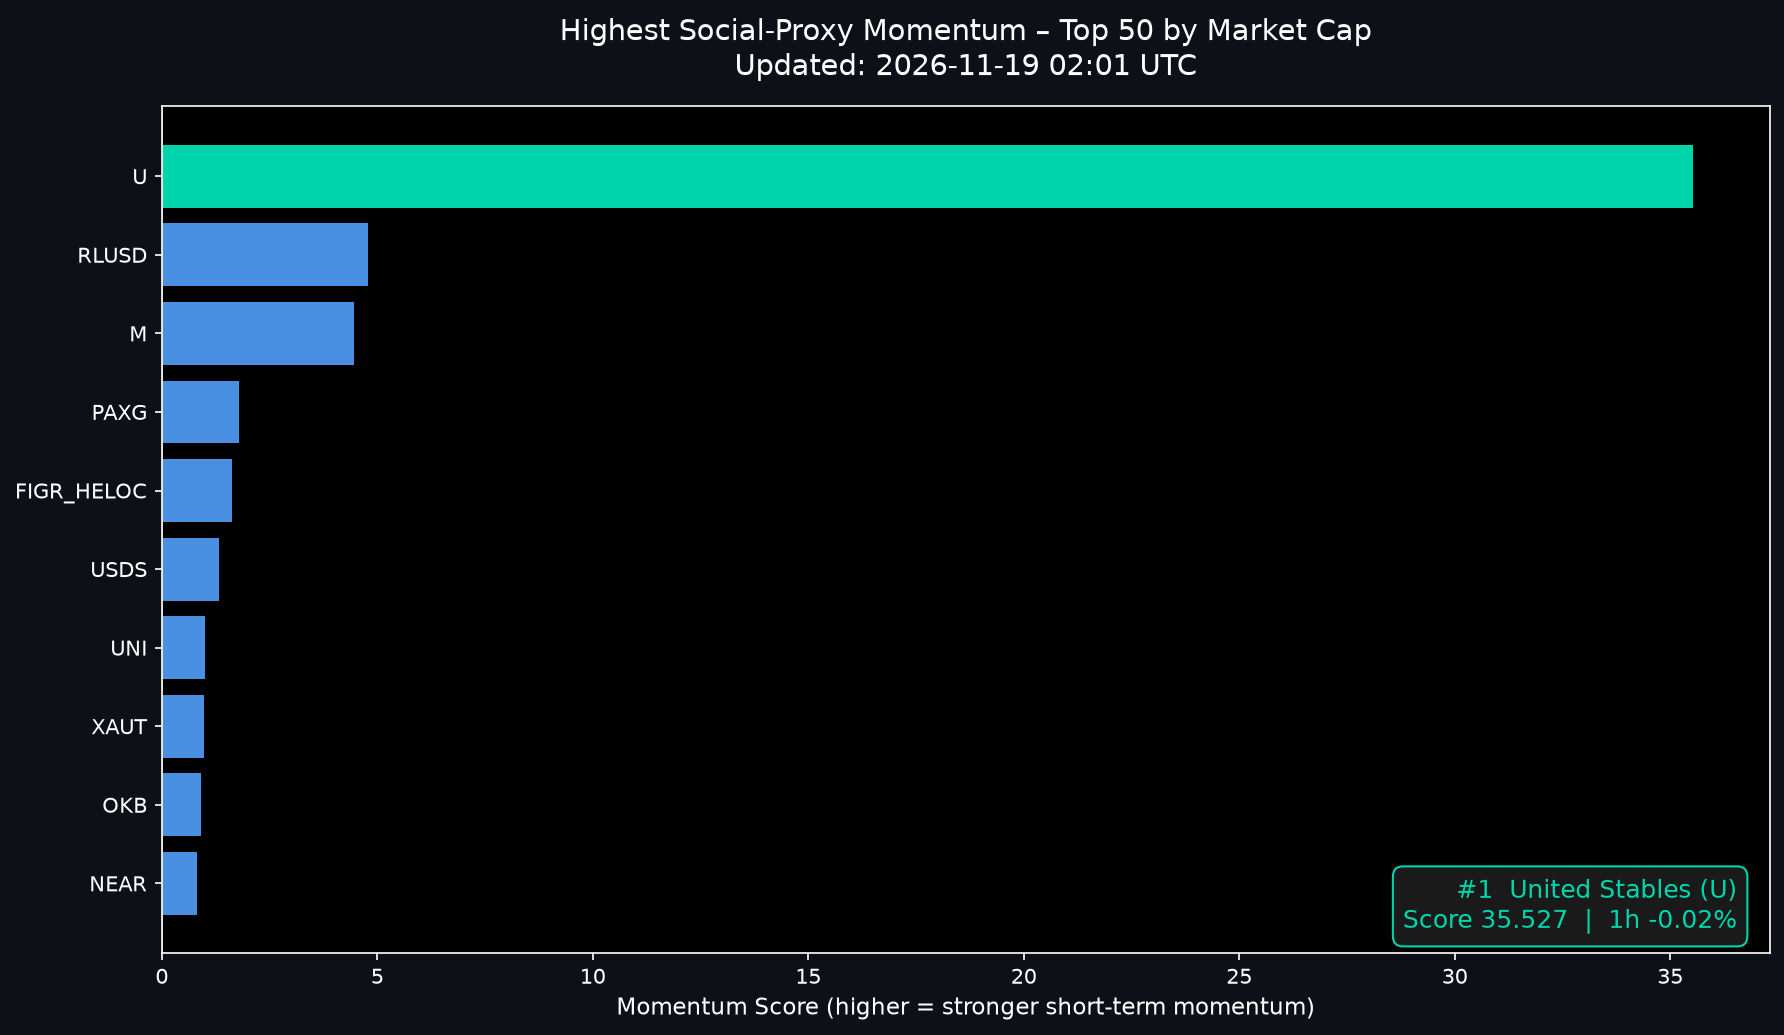 Highest Social-Proxy Momentum – Top 50 by Market Cap
Updated: 2026-11-19 02:01 UTC
U
RLUSD
M
PAXG
FIGR_HELOC
USDS
UNI
XAUT
OKB
NEAR
#1 United Stables (U)
Score 35.527 | 1h -0.02%
0 5 10 15 20 25 30 35
Momentum Score (higher = stronger short-term momentum)